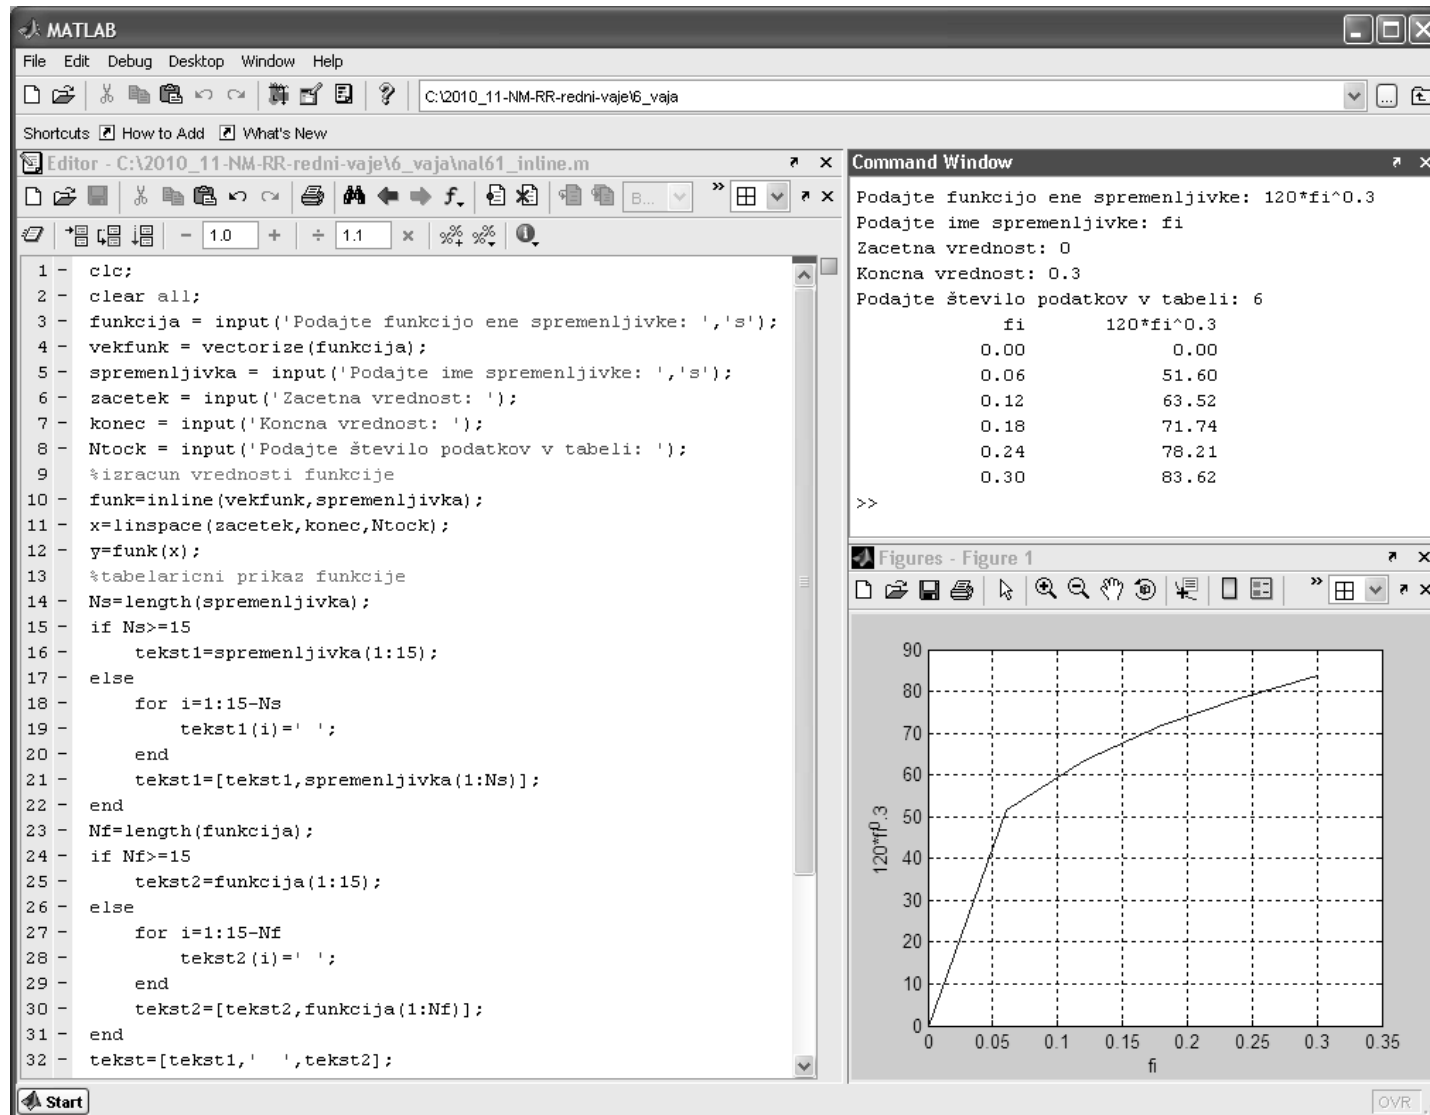 MATLAB
File Edit Debug Desktop Window Help
C:\2010_11-NM-RR-redni-vaje\6_vaja
Shortcuts How to Add What's New
Editor - C:\2010_11-NM-RR-redni-vaje\6_vaja\nal61_inline.m
B...
1.0 1.1
1 clc;
2 clear all;
3 funkcija = input('Podajte funkcijo ene spremenljivke: ','s');
4 vekfunk = vectorize(funkcija);
5 spremenljivka = input('Podajte ime spremenljivke: ','s');
6 zacetek = input('Zacetna vrednost: ');
7 konec = input('Koncna vrednost: ');
8 Ntock = input('Podajte število podatkov v tabeli: ');
9 %izracun vrednosti funkcije
10 funk=inline(vekfunk,spremenljivka);
11 x=linspace(zacetek,konec,Ntock);
12 y=funk(x);
13 %tabelaricni prikaz funkcije
14 Ns=length(spremenljivka);
15 if Ns>=15
16 tekst1=spremenljivka(1:15);
17 else
18 for i=1:15-Ns
19 tekst1(i)=' ';
20 end
21 tekst1=[tekst1,spremenljivka(1:Ns)];
22 end
23 Nf=length(funkcija);
24 if Nf>=15
25 tekst2=funkcija(1:15);
26 else
27 for i=1:15-Nf
28 tekst2(i)=' ';
29 end
30 tekst2=[tekst2,funkcija(1:Nf)];
31 end
32 tekst=[tekst1,'  ',tekst2];
Command Window
Podajte funkcijo ene spremenljivke: 120*fi^0.3
Podajte ime spremenljivke: fi
Zacetna vrednost: 0
Koncna vrednost: 0.3
Podajte število podatkov v tabeli: 6
fi 120*fi^0.3
0.00 0.00
0.06 51.60
0.12 63.52
0.18 71.74
0.24 78.21
0.30 83.62
>>
Figures - Figure 1
90
80
70
60
50
40
30
20
10
0
120*fi^0.3
0 0.05 0.1 0.15 0.2 0.25 0.3 0.35
fi
Start
OVR